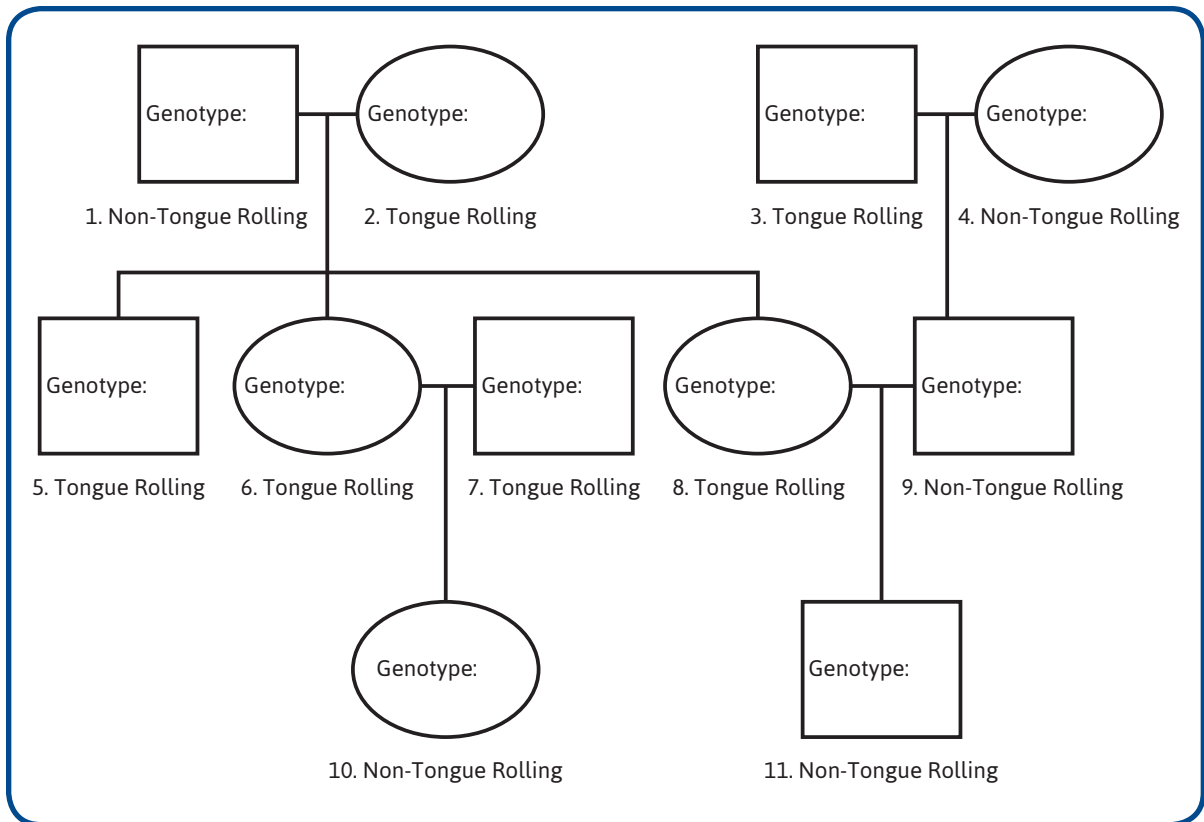 Genotype: Genotype: Genotype: Genotype:
1. Non-Tongue Rolling 2. Tongue Rolling 3. Tongue Rolling 4. Non-Tongue Rolling
Genotype: Genotype: Genotype: Genotype: Genotype:
5. Tongue Rolling 6. Tongue Rolling 7. Tongue Rolling 8. Tongue Rolling 9. Non-Tongue Rolling
Genotype: Genotype:
10. Non-Tongue Rolling 11. Non-Tongue Rolling